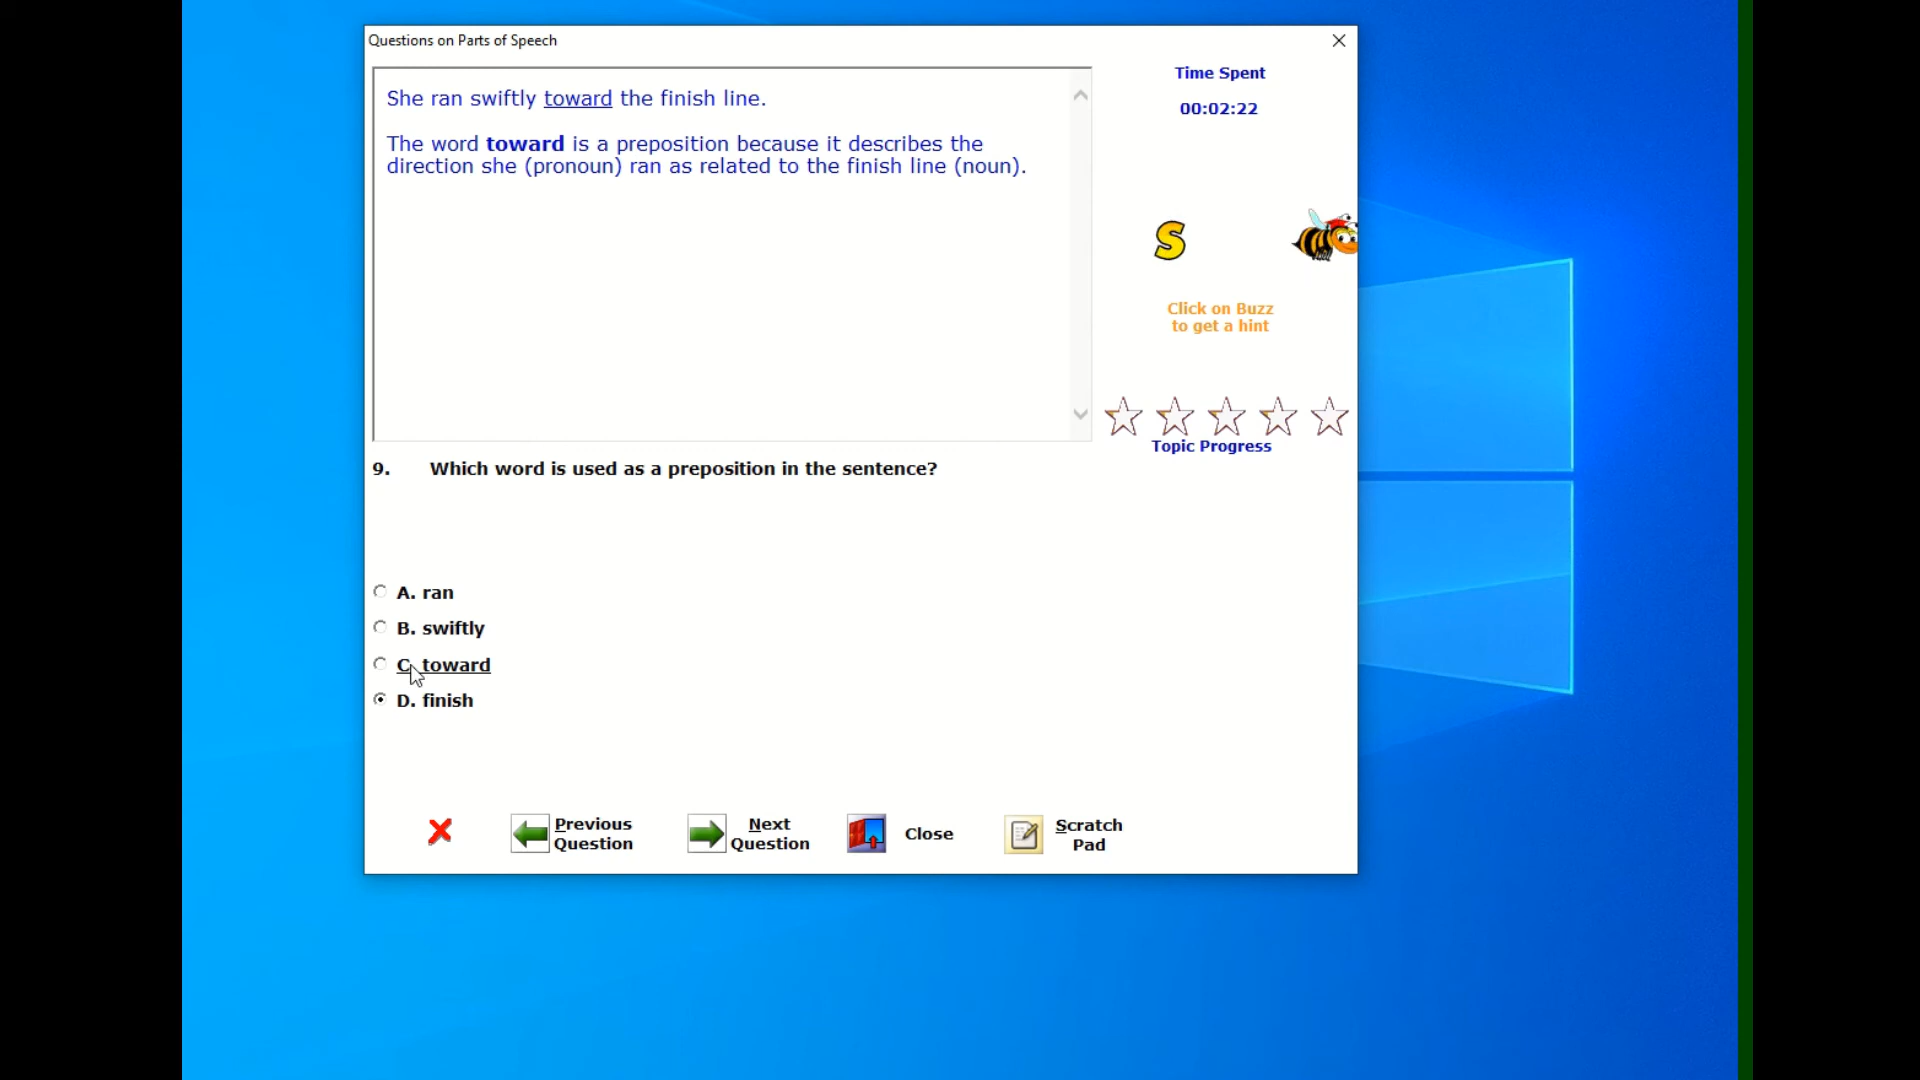 Questions on Parts of Speech
She ran swiftly toward the finish line.
The word toward is a preposition because it describes the
direction she (pronoun) ran as related to the finish line (noun).
Time Spent
00:02:22
S
Click on Buzz
to get a hint
Topic Progress
9. Which word is used as a preposition in the sentence?
A. ran
B. swiftly
C. toward
D. finish
Previous
Question
Next
Question
Close
Scratch
Pad